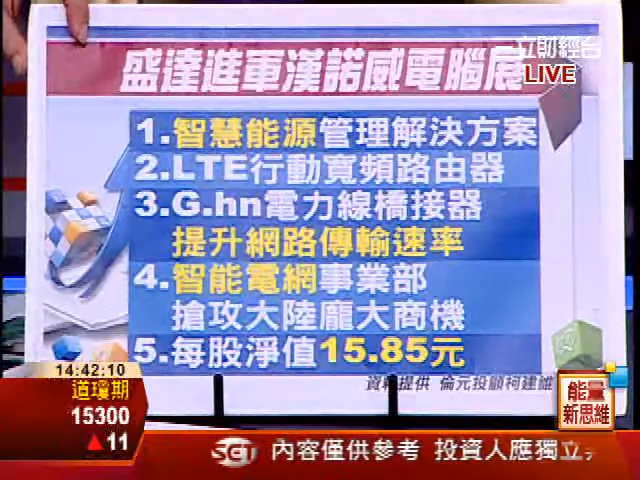 立財經台
LIVE
盛達進軍漢諾威電腦展
1.智慧能源管理解決方案
2.LTE行動寬頻路由器
3.G.hn電力線橋接器
提升網路傳輸速率
4.智能電網事業部
搶攻大陸龐大商機
5.每股淨值15.85元
資料提供 倫元投顧柯建維
14:42:10
道瓊期
15300
▲11
能量
新思維
SCT 內容僅供參考 投資人應獨立